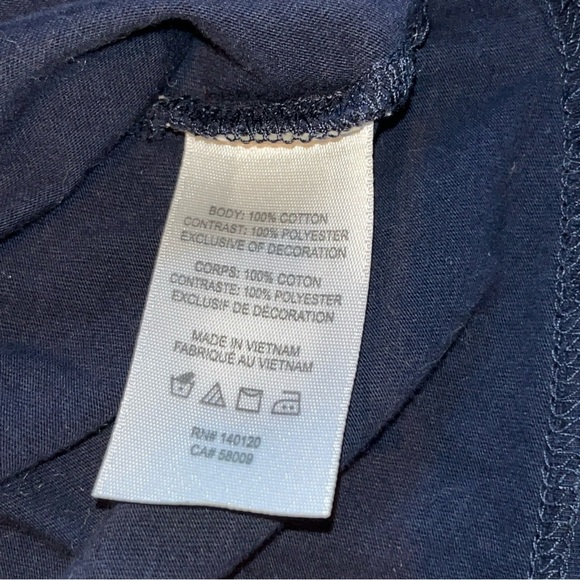 BODY: 100% COTTON
CONTRAST: 100% POLYESTER
EXCLUSIVE OF DECORATION
CORPS: 100% COTON
CONTRASTE: 100% POLYESTER
EXCLUSIF DE DÉCORATION
MADE IN VIETNAM
FABRIQUÉ AU VIETNAM
RN# 140120
CA# 58009